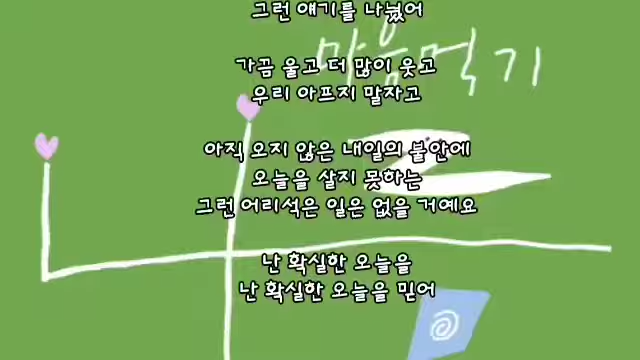 그런 얘기를 나눴어
마음먹기
가끔 울고 더 많이 웃고
우리 아프지 말자고
아직 오지 않은 내일의 불안에
오늘을 살지 못하는
그런 어리석은 일은 없을 거예요
난 확실한 오늘을
난 확실한 오늘을 믿어